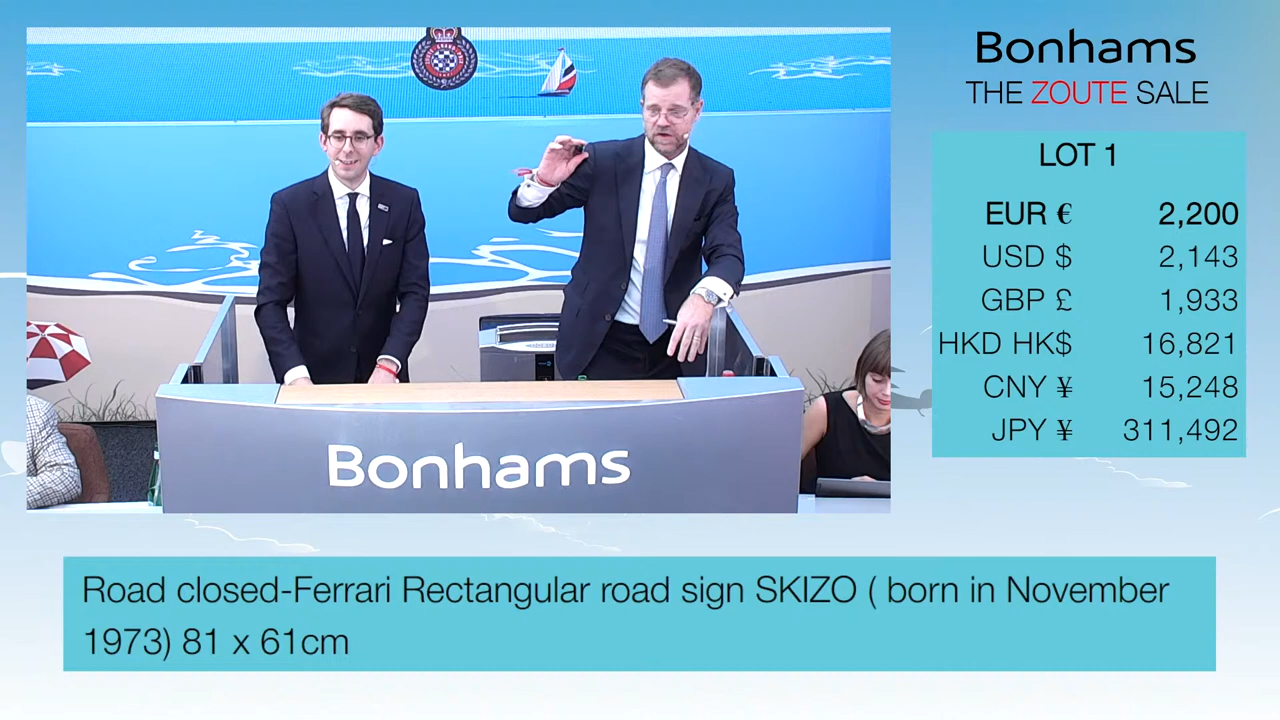 Bonhams
THE ZOUTE SALE
LOT 1
EUR € 2,200
USD $ 2,143
GBP £ 1,933
HKD HK$ 16,821
CNY ¥ 15,248
JPY ¥ 311,492
Bonhams
Road closed-Ferrari Rectangular road sign SKIZO ( born in November
1973) 81 x 61cm